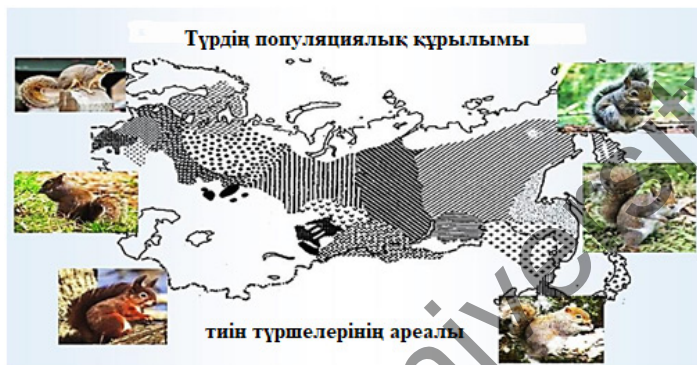 Түрдің популяциялық құрылымы
тиін түршелерінің ареалы